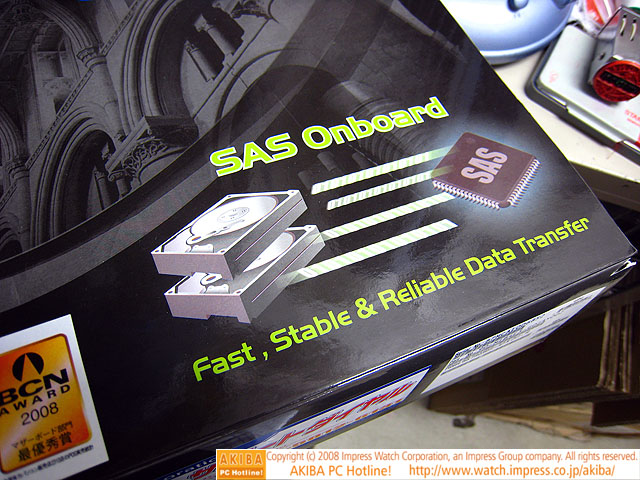 SAS Onboard
SAS
Fast , Stable & Reliable Data Transfer
BCN
AWARD
2008
マザーボード部門
最優秀賞
AKIBA
PC Hotline!
Copyright (c) 2008 Impress Watch Corporation, an Impress Group company. All rights reserved.
AKIBA PC Hotline! http://www.watch.impress.co.jp/akiba/